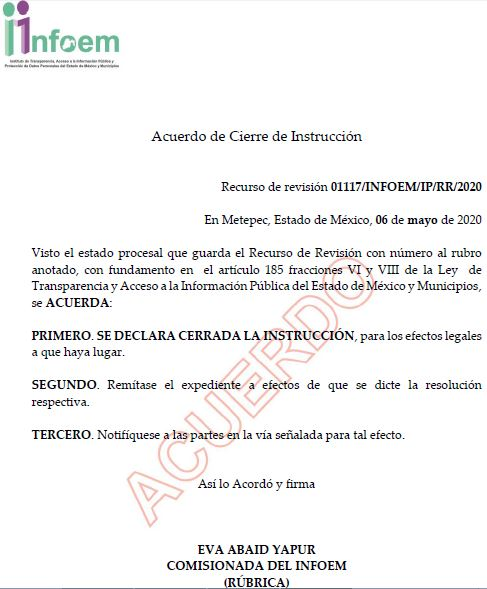 infoem
Instituto de Transparencia, Acceso a la Información Pública y
Protección de Datos Personales del Estado de México y Municipios
Acuerdo de Cierre de Instrucción
Recurso de revisión 01117/INFOEM/IP/RR/2020
En Metepec, Estado de México, 06 de mayo de 2020
Visto el estado procesal que guarda el Recurso de Revisión con número al rubro
anotado, con fundamento en el artículo 185 fracciones VI y VIII de la Ley de
Transparencia y Acceso a la Información Pública del Estado de México y Municipios,
se ACUERDA:
PRIMERO. SE DECLARA CERRADA LA INSTRUCCIÓN, para los efectos legales
a que haya lugar.
SEGUNDO. Remítase el expediente a efectos de que se dicte la resolución
respectiva.
TERCERO. Notifíquese a las partes en la vía señalada para tal efecto.
ACUERDO
Así lo Acordó y firma
EVA ABAID YAPUR
COMISIONADA DEL INFOEM
(RÚBRICA)